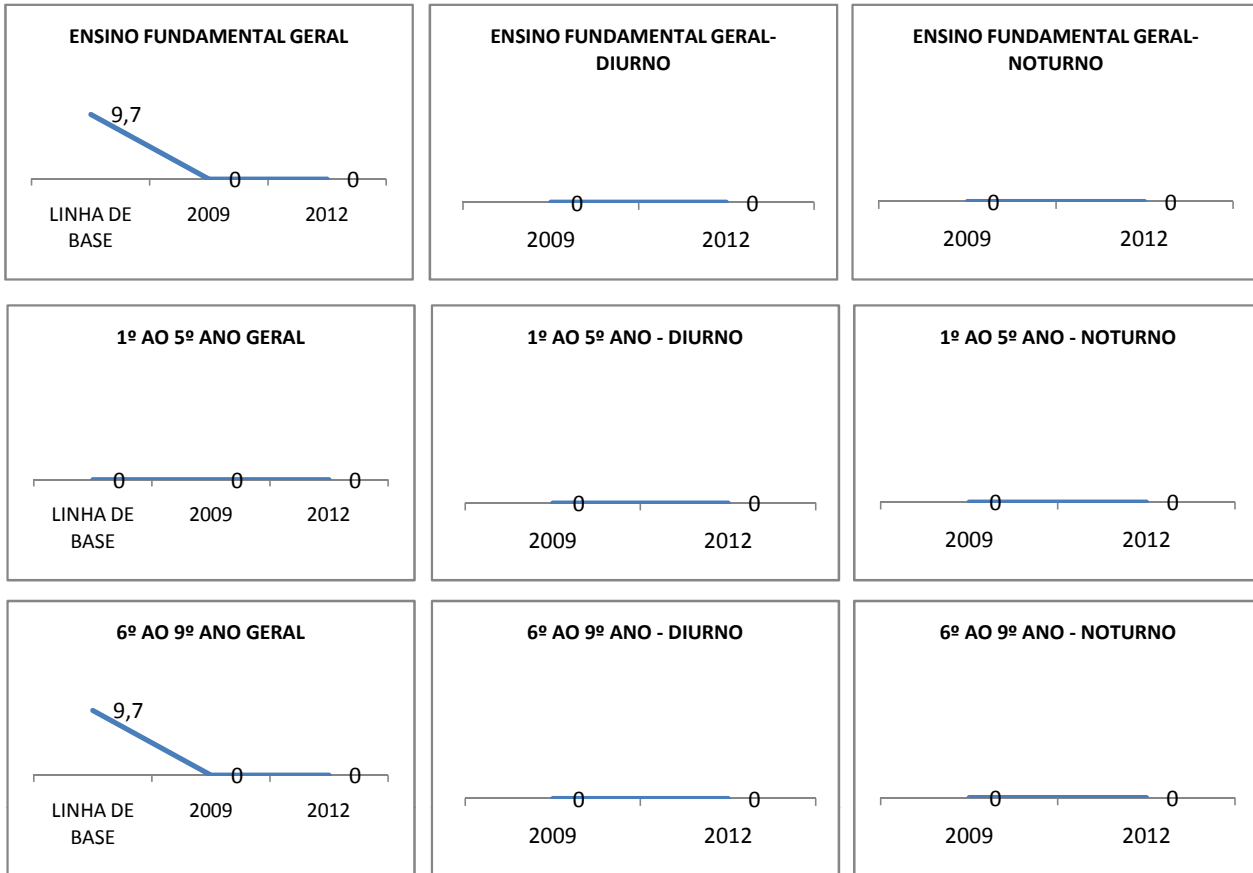 ENSINO FUNDAMENTAL GERAL
9,7
0
0
LINHA DE
BASE
2009
2012
ENSINO FUNDAMENTAL GERAL-
DIURNO
0
0
2009
2012
ENSINO FUNDAMENTAL GERAL-
NOTURNO
0
0
2009
2012
1º AO 5º ANO GERAL
0
0
0
LINHA DE
BASE
2009
2012
1º AO 5º ANO - DIURNO
0
0
2009
2012
1º AO 5º ANO - NOTURNO
0
0
2009
2012
6º AO 9º ANO GERAL
9,7
0
0
LINHA DE
BASE
2009
2012
6º AO 9º ANO - DIURNO
0
0
2009
2012
6º AO 9º ANO - NOTURNO
0
0
2009
2012